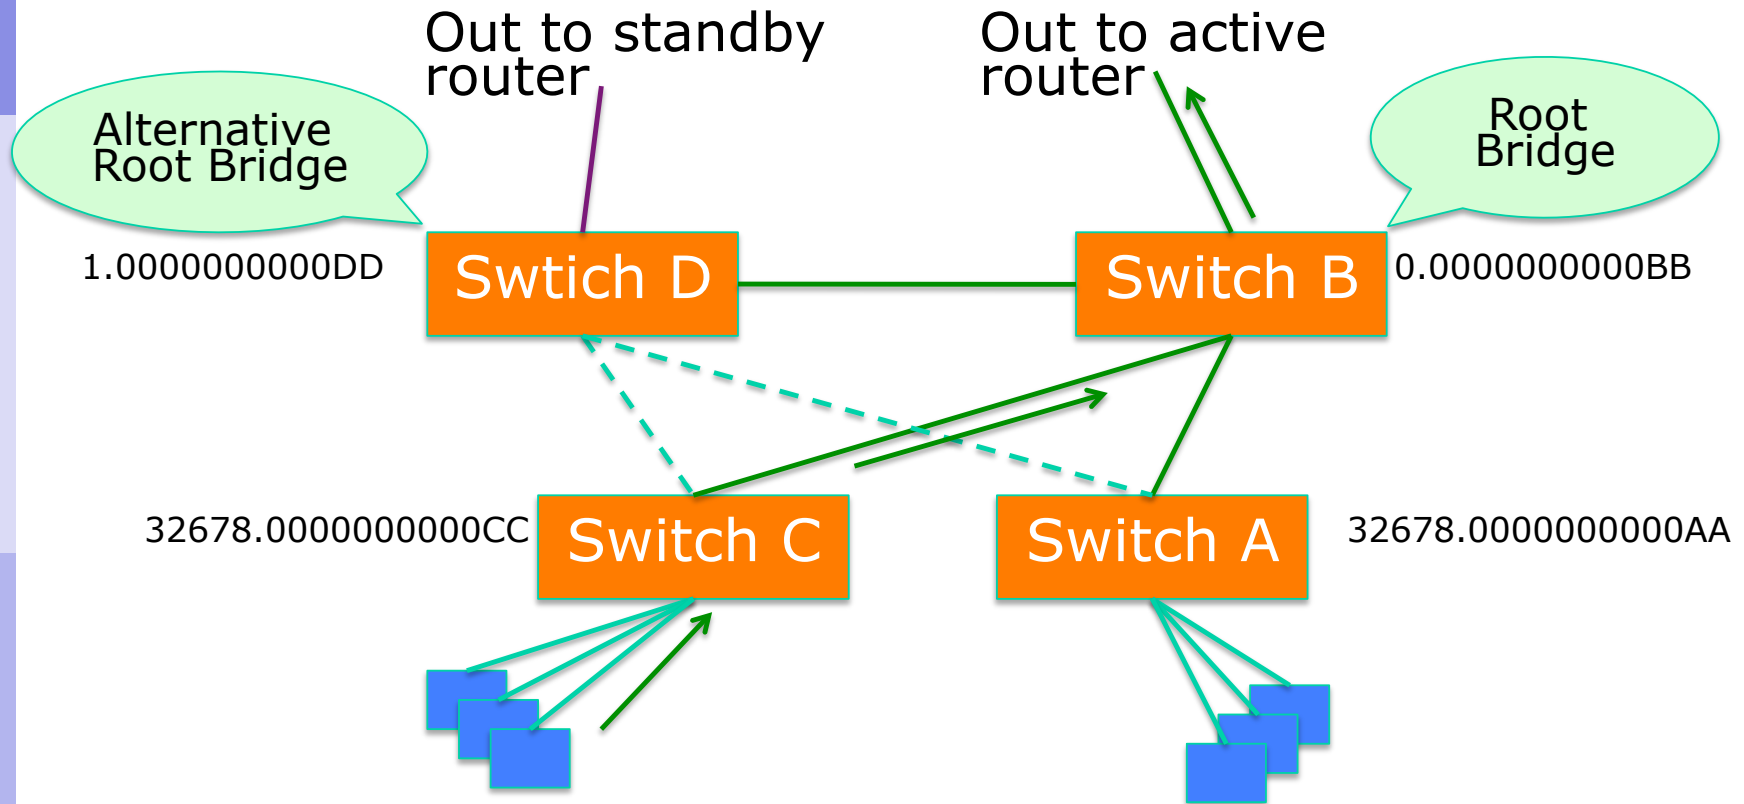 Out to standby
router
Out to active
router
Alternative
Root Bridge
Root
Bridge
1.0000000000DD
Swtich D
Switch B
0.0000000000BB
32678.0000000000CC
Switch C
Switch A
32678.0000000000AA